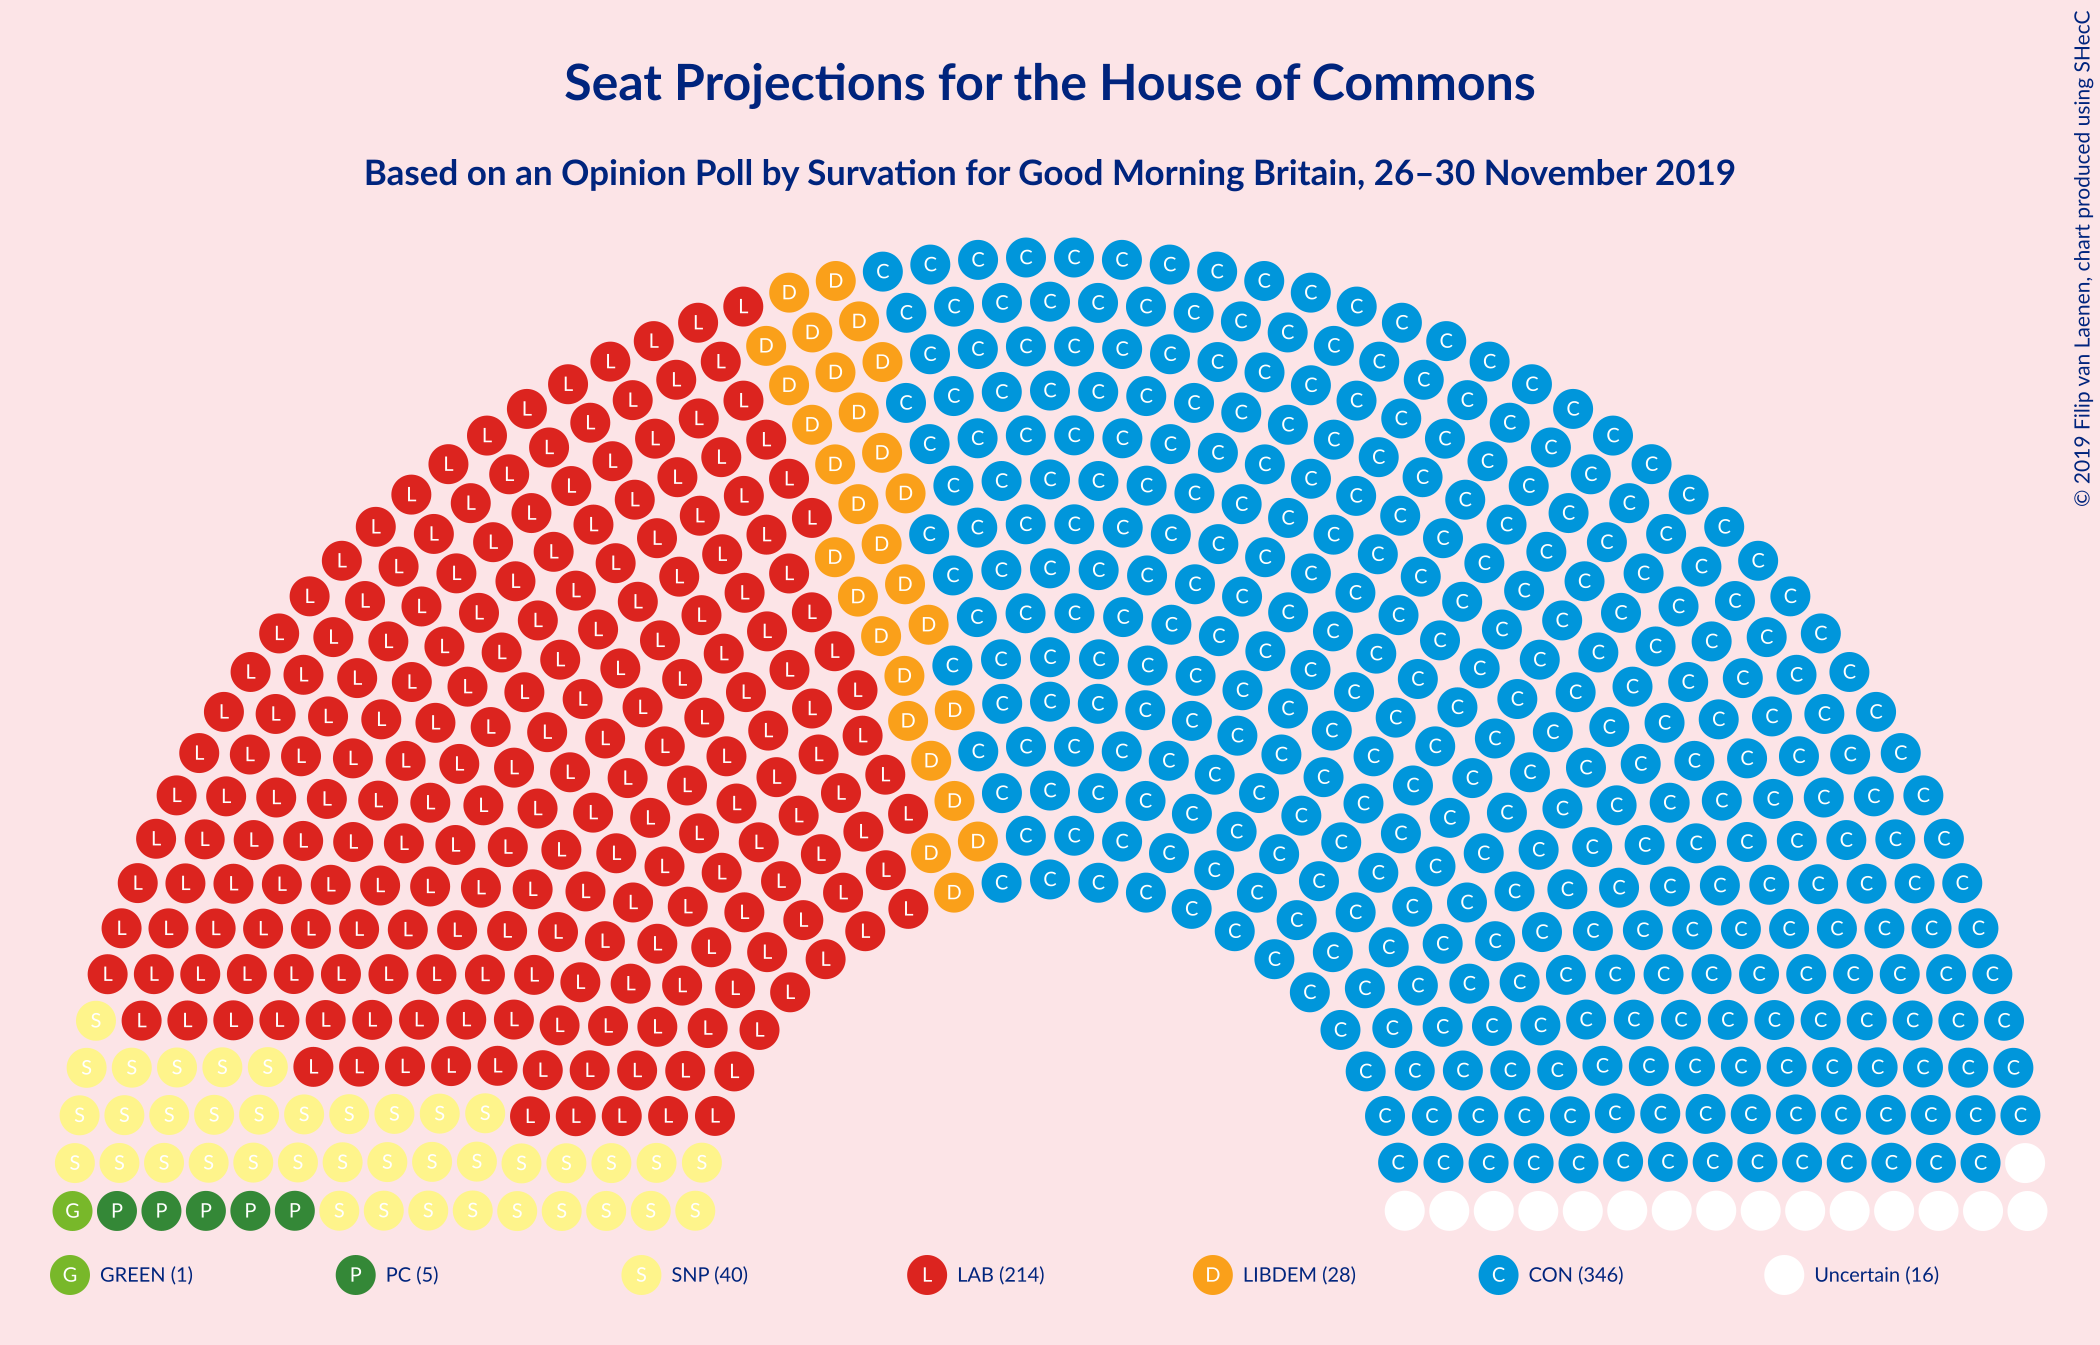 Seat Projections for the House of Commons
Based on an Opinion Poll by Survation for Good Morning Britain, 26–30 November 2019
© 2019 Filip van Laenen, chart produced using SHecC
G GREEN (1)
P PC (5)
S SNP (40)
L LAB (214)
D LIBDEM (28)
C CON (346)
Uncertain (16)